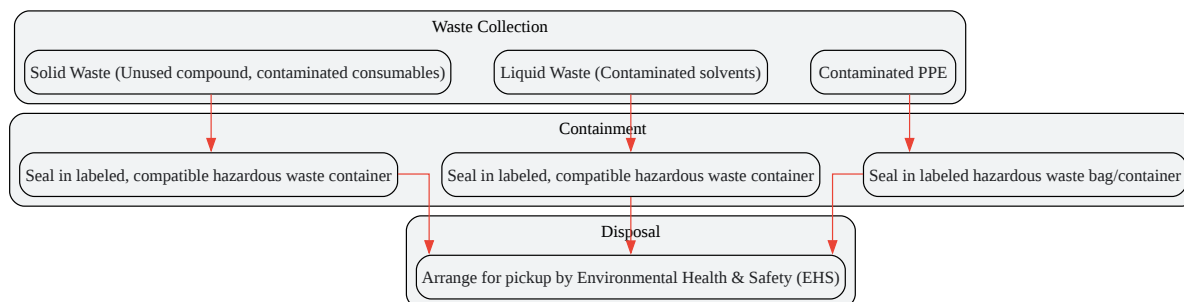 Waste Collection
Solid Waste (Unused compound, contaminated consumables)
Liquid Waste (Contaminated solvents)
Contaminated PPE
Containment
Seal in labeled, compatible hazardous waste container
Seal in labeled, compatible hazardous waste container
Seal in labeled hazardous waste bag/container
Disposal
Arrange for pickup by Environmental Health & Safety (EHS)